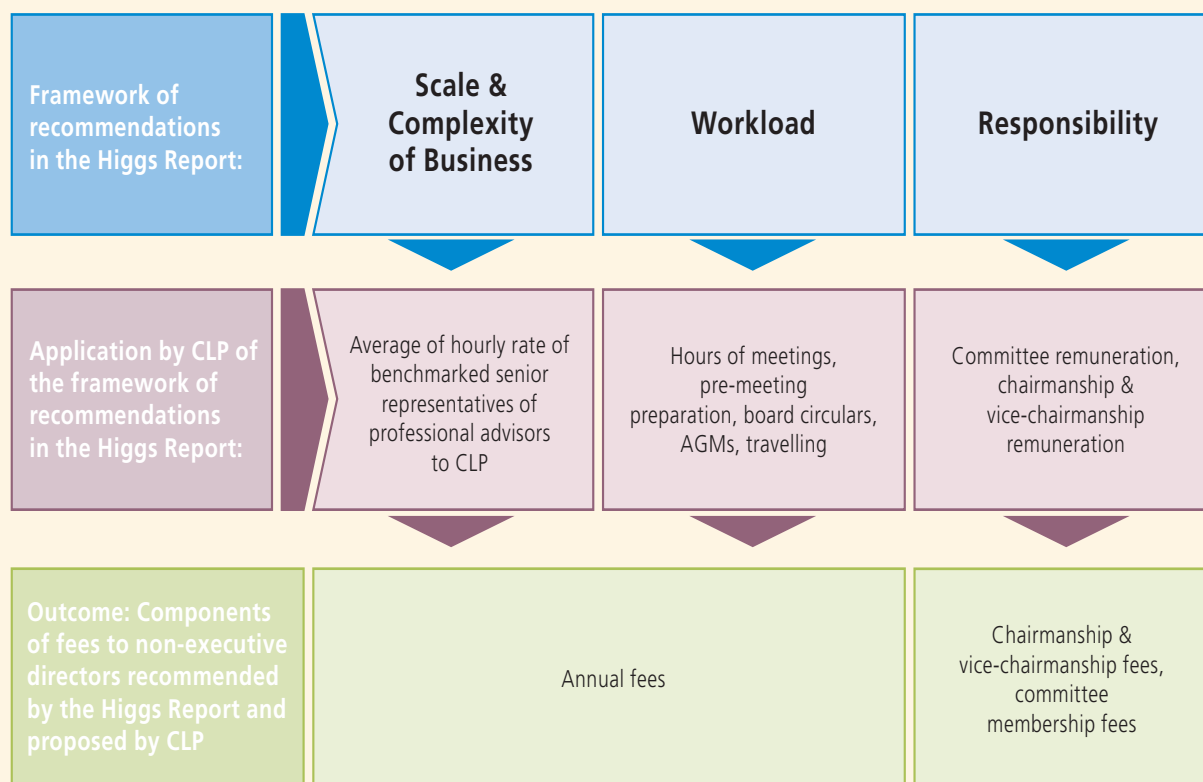 Framework of
recommendations
in the Higgs Report:
Scale &
Complexity
of Business
Workload
Responsibility
Application by CLP of
the framework of
recommendations
in the Higgs Report:
Average of hourly rate of
benchmarked senior
representatives of
professional advisors
to CLP
Hours of meetings,
pre-meeting
preparation, board circulars,
AGMs, travelling
Committee remuneration,
chairmanship &
vice-chairmanship
remuneration
Outcome: Components
of fees to non-executive
directors recommended
by the Higgs Report and
proposed by CLP
Annual fees
Chairmanship &
vice-chairmanship fees,
committee
membership fees